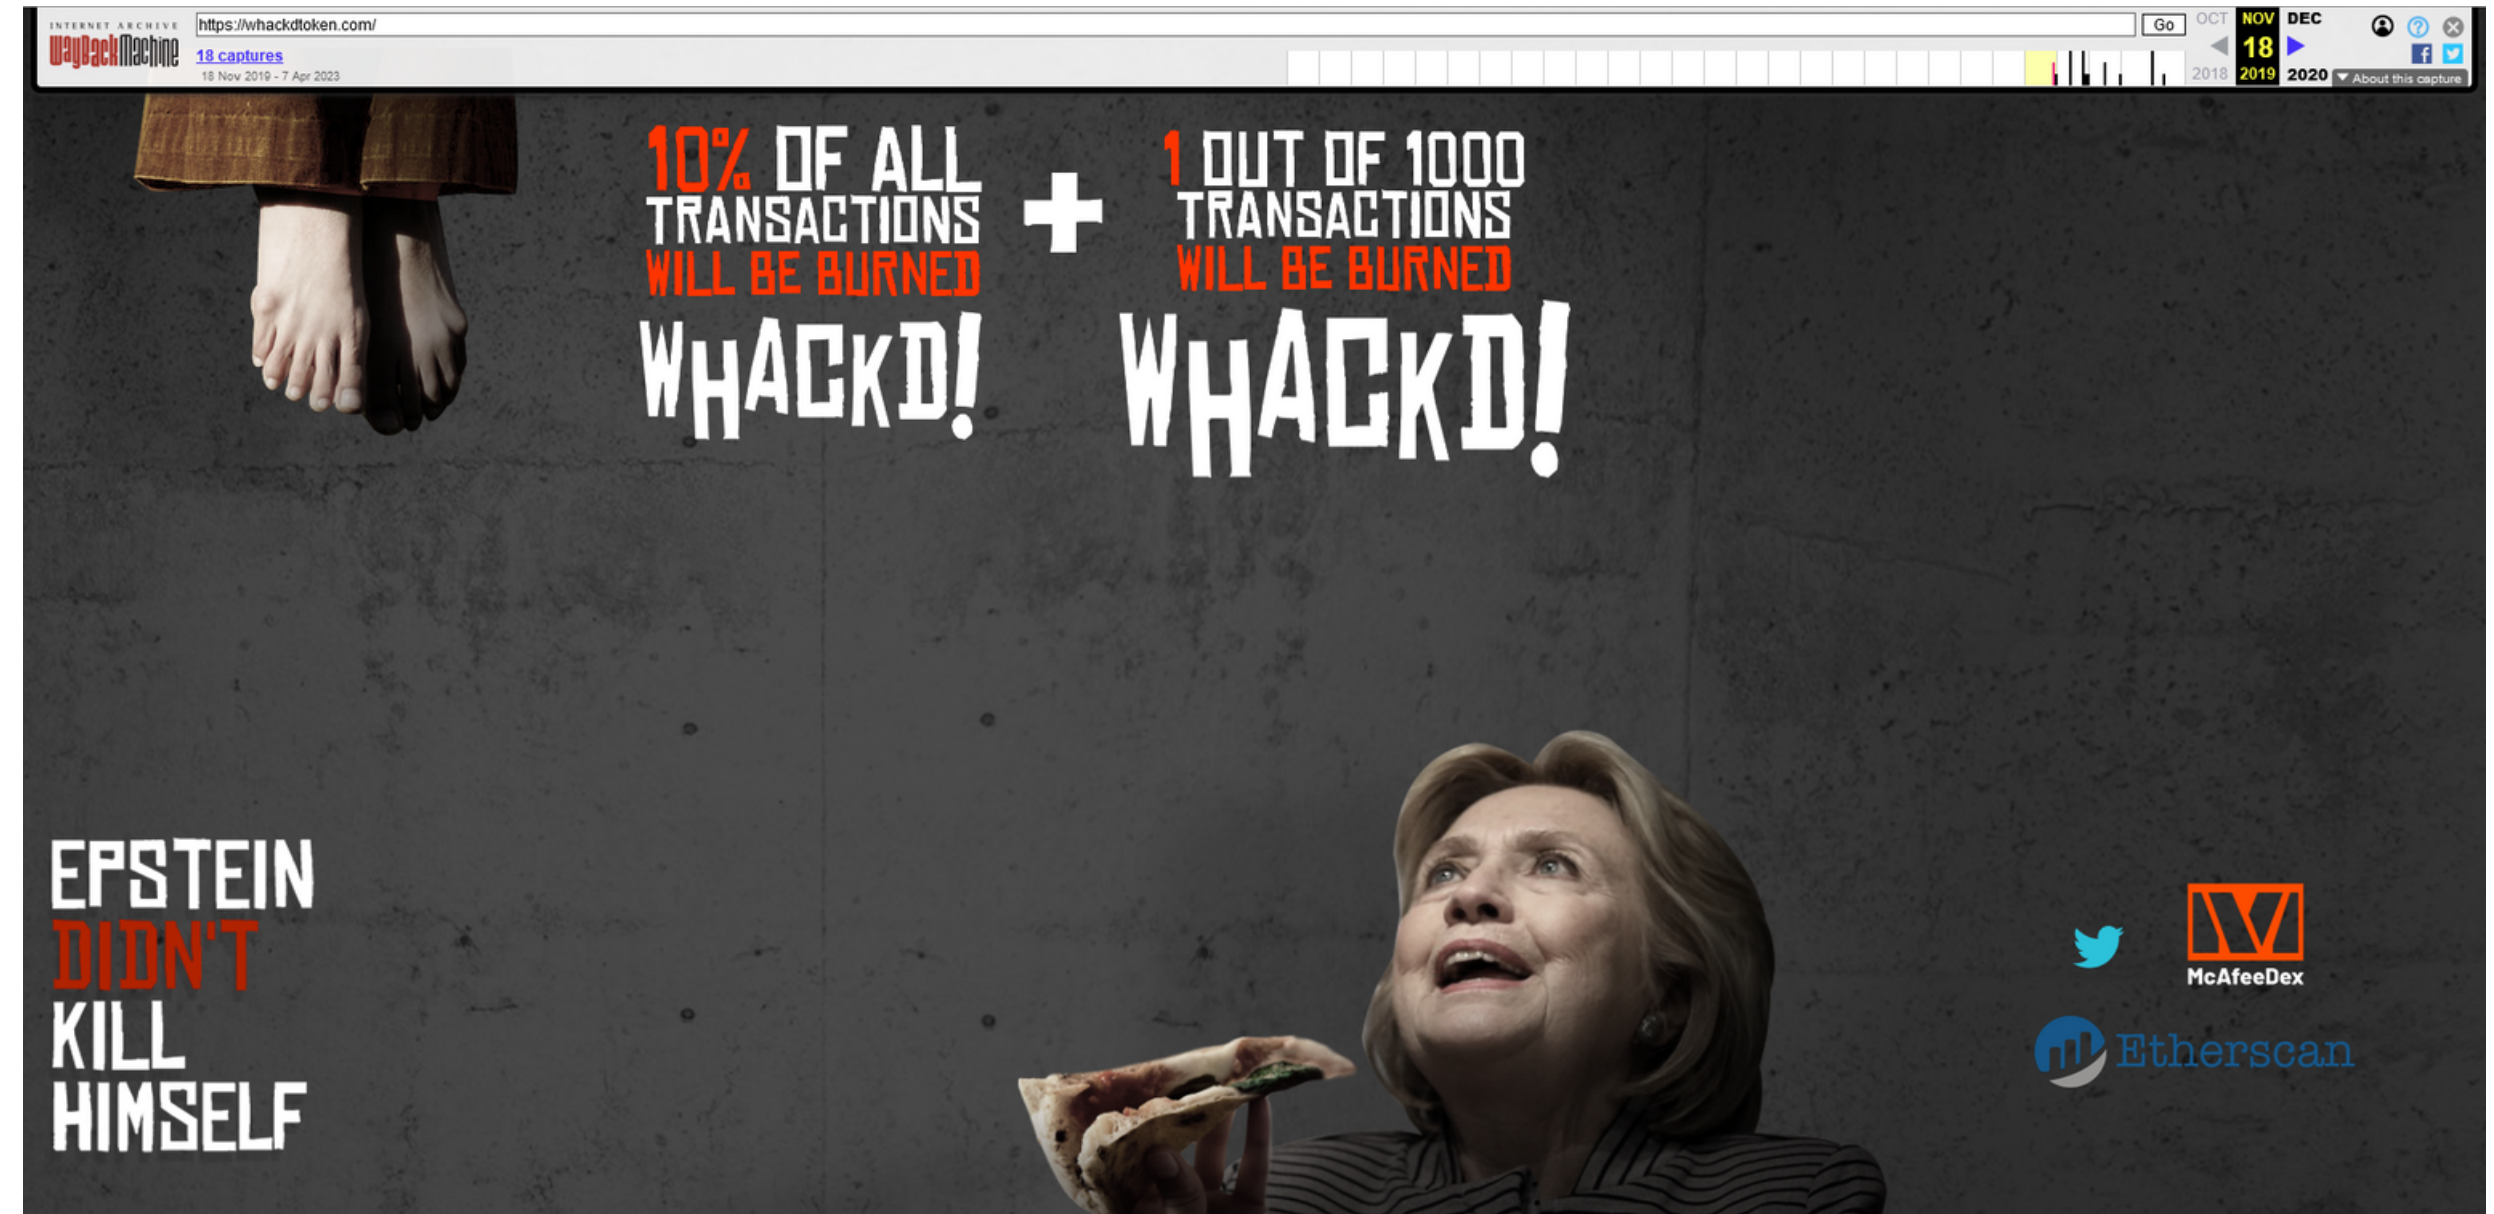 INTERNET ARCHIVE
WayBackMachine
https://whackdtoken.com/
Go
18 captures
18 Nov 2019 - 7 Apr 2023
OCT NOV DEC
18
2018 2019 2020
About this capture
10% OF ALL
TRANSACTIONS
WILL BE BURNED
WHACKD!
+
1 OUT OF 1000
TRANSACTIONS
WILL BE BURNED
WHACKD!
EPSTEIN
DIDN'T
KILL
HIMSELF
McAfeeDex
Etherscan